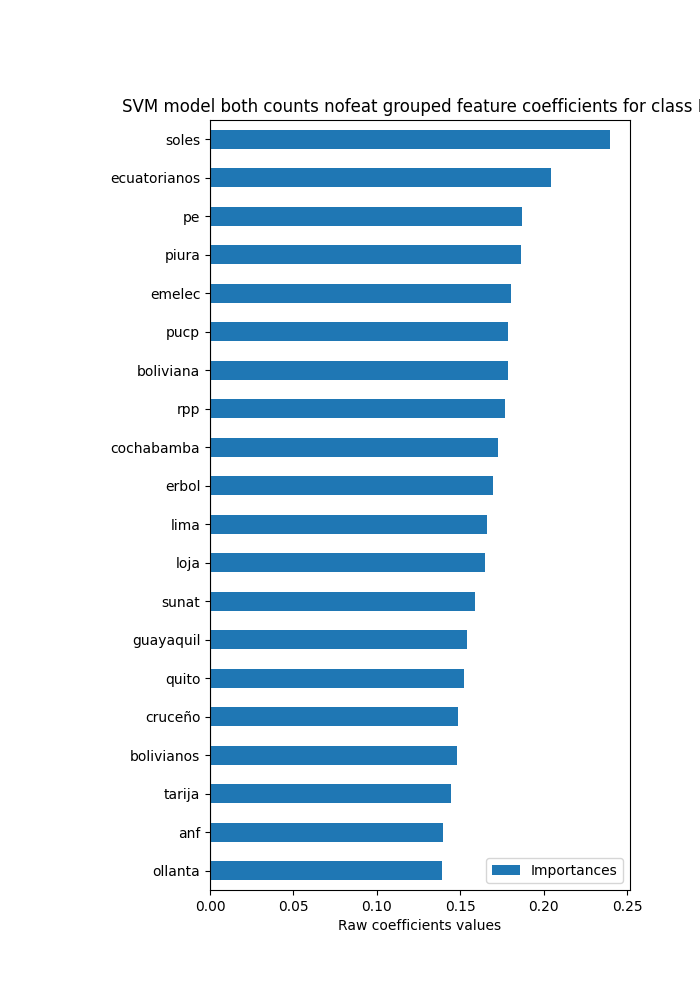 SVM model both counts nofeat grouped feature coefficients for class
soles
ecuatorianos
pe
piura
emelec
pucp
boliviana
rpp
cochabamba
erbol
lima
loja
sunat
guayaquil
quito
cruceño
bolivianos
tarija
anf
ollanta
Importances
0.00 0.05 0.10 0.15 0.20 0.25
Raw coefficients values